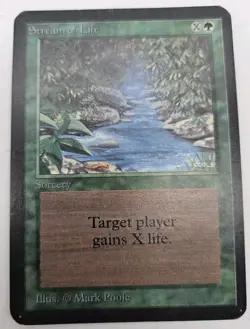 Stream of Life
X
Sorcery
Target player
gains X life.
Illus. © Mark Poole